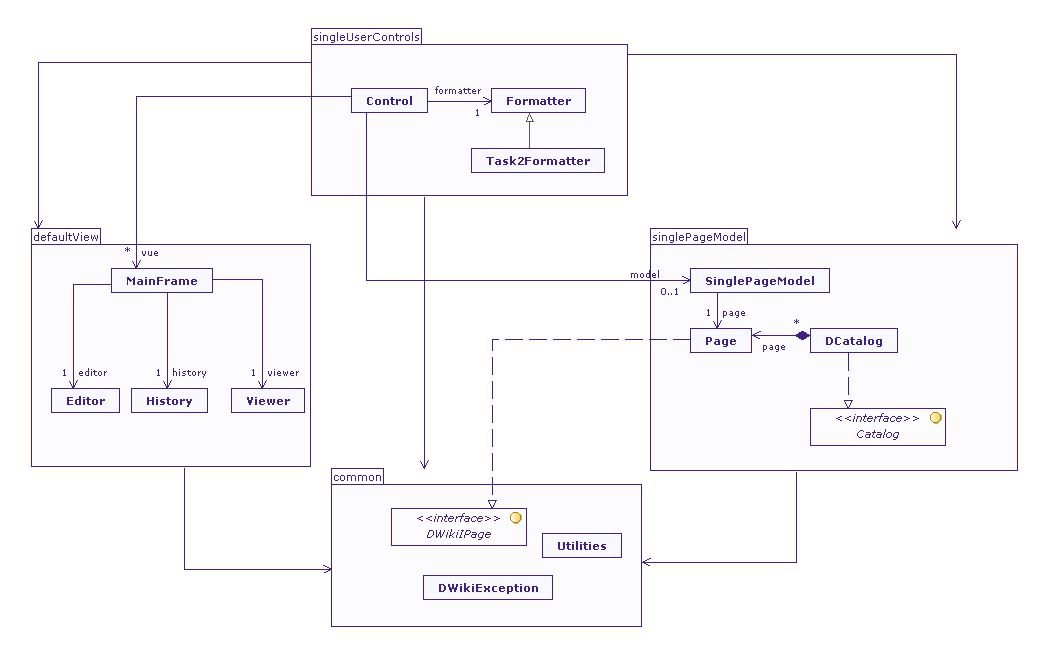 singleUserControls
formatter
Control
Formatter
1
Task2Formatter
defaultView
singlePageModel
*
vue
MainFrame
model
SinglePageModel
0..1
1
page
*
Page
DCatalog
page
1
editor
1
history
1
viewer
Editor
History
Viewer
<<interface>>
Catalog
common
<<interface>>
DWikiIPage
Utilities
DWikiException